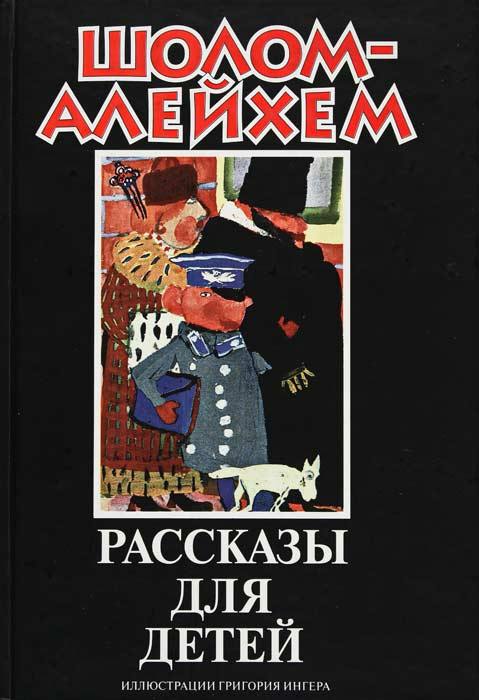 ШОЛОМ-
АЛЕЙХЕМ
РАССКАЗЫ
ДЛЯ
ДЕТЕЙ
ИЛЛЮСТРАЦИИ ГРИГОРИЯ ИНГЕРА